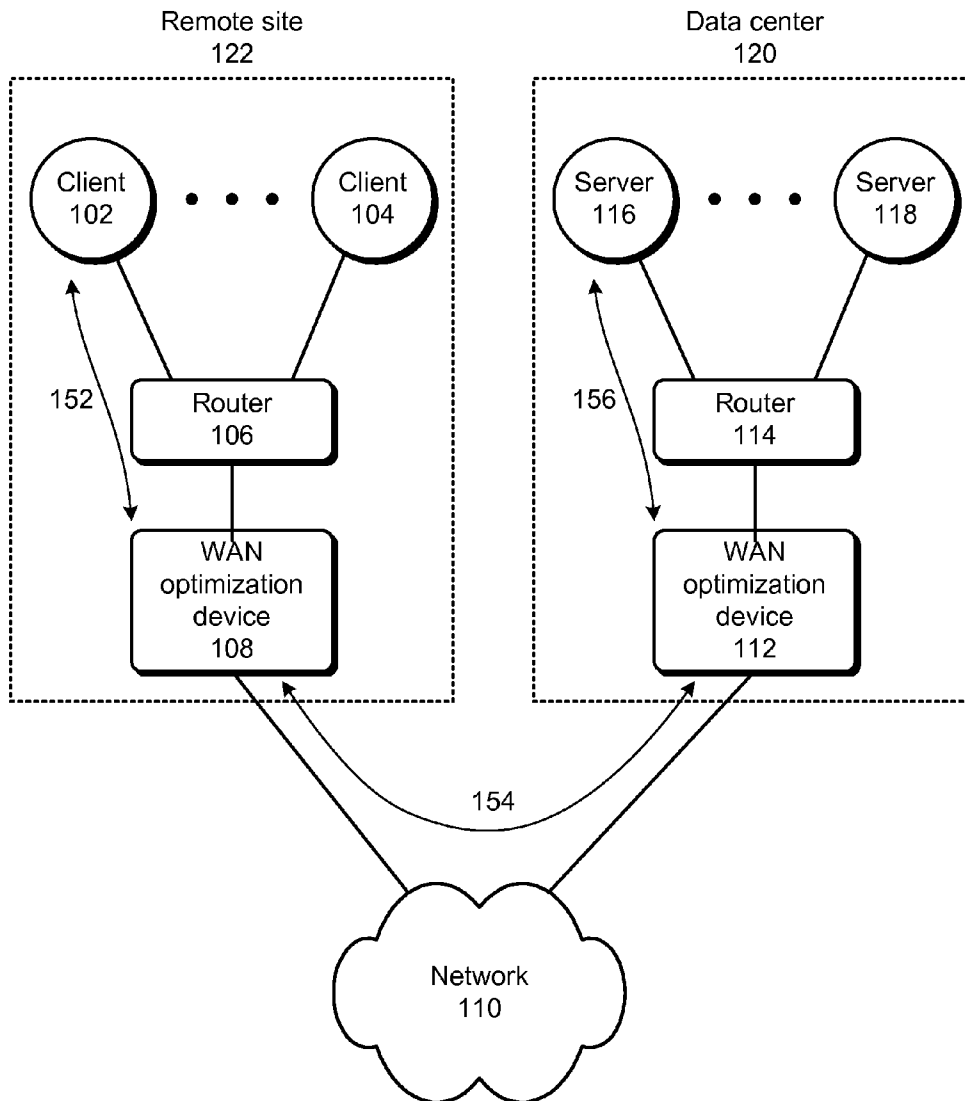 Remote site
122
Data center
120
Client
102
Client
104
Server
116
Server
118
152
Router
106
156
Router
114
WAN
optimization
device
108
WAN
optimization
device
112
154
Network
110